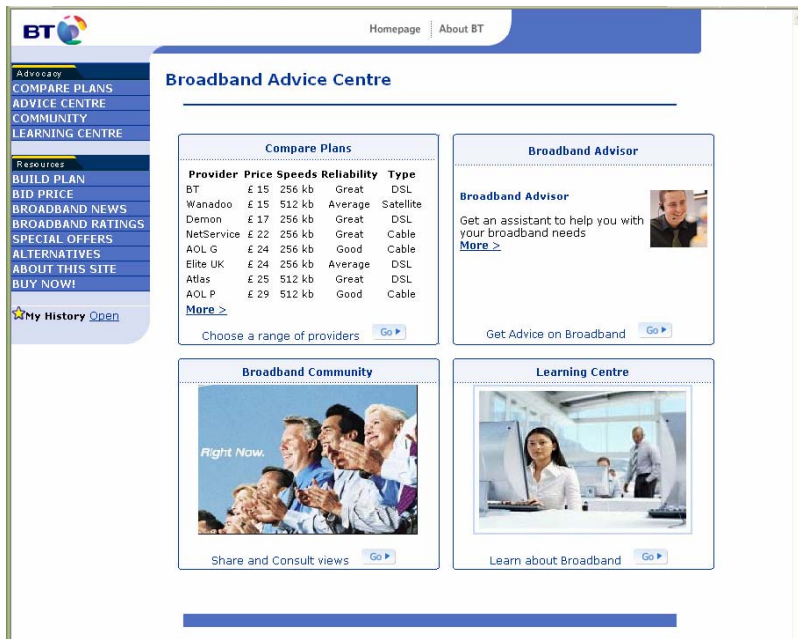 BT
Homepage About BT
Advocacy
COMPARE PLANS
ADVICE CENTRE
COMMUNITY
LEARNING CENTRE
Resources
BUILD PLAN
BID PRICE
BROADBAND NEWS
BROADBAND RATINGS
SPECIAL OFFERS
ALTERNATIVES
ABOUT THIS SITE
BUY NOW!
My History Open
Broadband Advice Centre
Compare Plans
Provider Price Speeds Reliability Type
BT £ 15 256 kb Great DSL
Wanadoo £ 15 512 kb Average Satellite
Demon £ 17 256 kb Great DSL
NetService £ 22 256 kb Great Cable
AOL G £ 24 256 kb Good Cable
Elite UK £ 24 256 kb Average DSL
Atlas £ 25 512 kb Great DSL
AOL P £ 29 512 kb Good Cable
More >
Choose a range of providers Go
Broadband Advisor
Broadband Advisor
Get an assistant to help you with
your broadband needs
More >
Get Advice on Broadband Go
Broadband Community
Right Now.
Share and Consult views Go
Learning Centre
Learn about Broadband Go